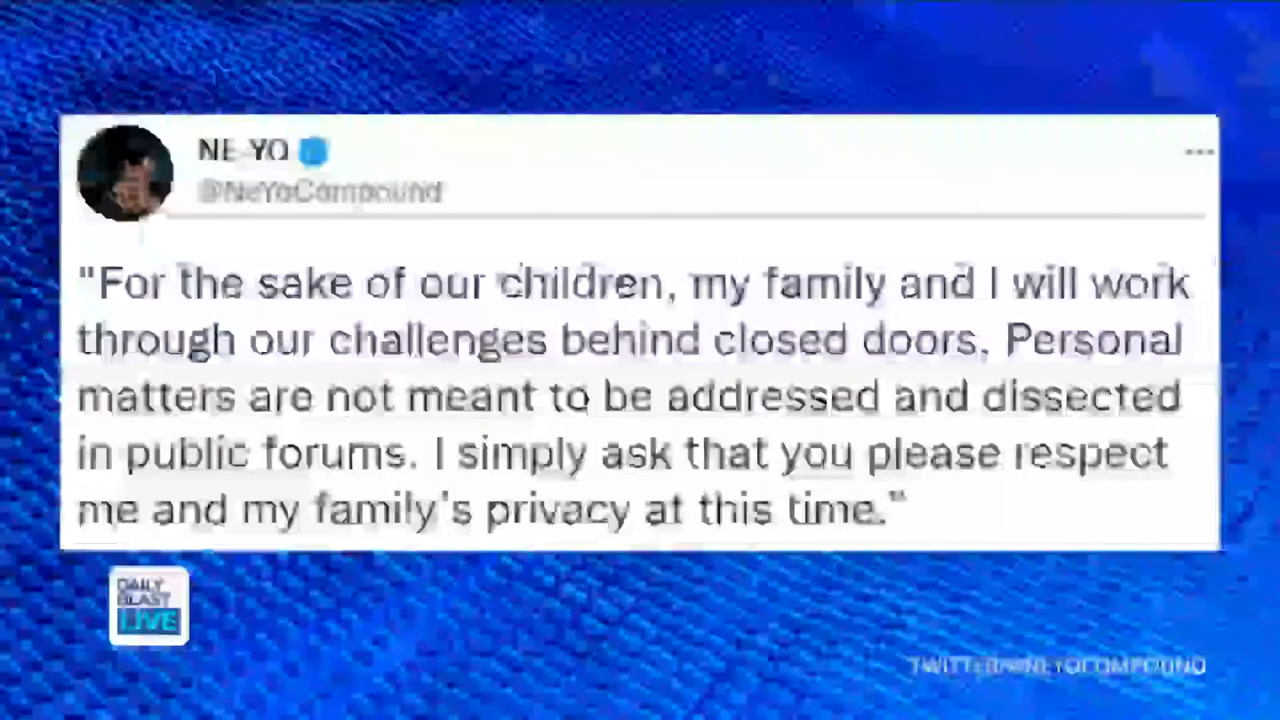 NE-YO
@NeYoCompound
"For the sake of our children, my family and I will work
through our challenges behind closed doors. Personal
matters are not meant to be addressed and dissected
in public forums. I simply ask that you please respect
me and my family's privacy at this time."
DAILY
BLAST
LIVE
TWITTER/@NEYOCOMPOUND